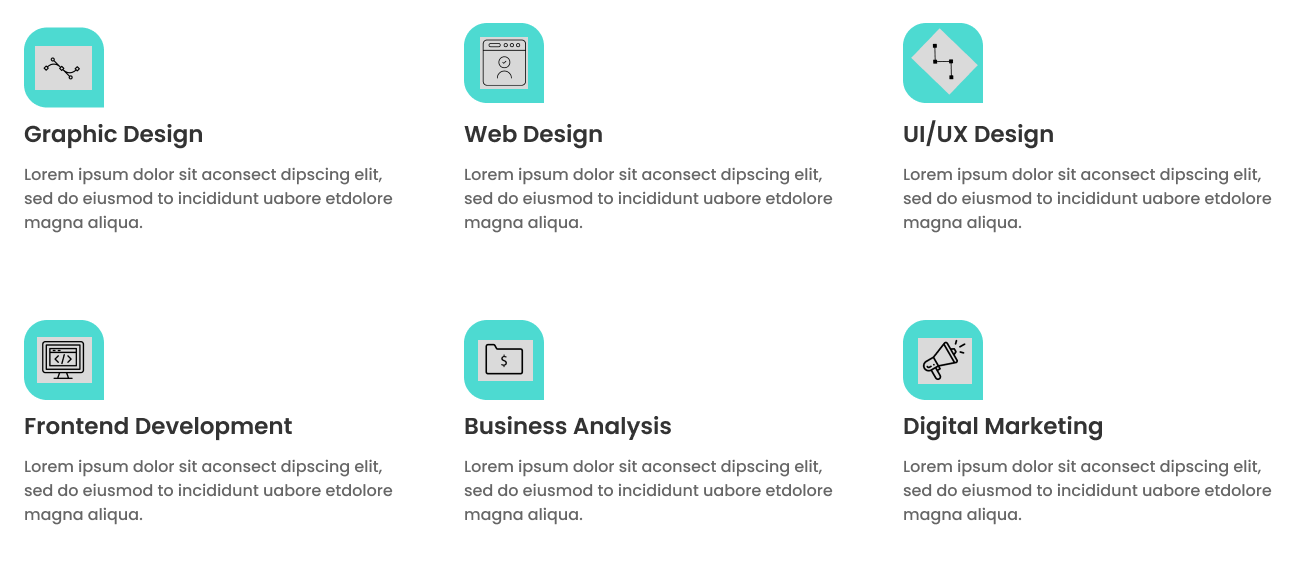 Graphic Design
Lorem ipsum dolor sit aconsect dipscing elit,
sed do eiusmod to incididunt uabore etdolore
magna aliqua.
Web Design
Lorem ipsum dolor sit aconsect dipscing elit,
sed do eiusmod to incididunt uabore etdolore
magna aliqua.
UI/UX Design
Lorem ipsum dolor sit aconsect dipscing elit,
sed do eiusmod to incididunt uabore etdolore
magna aliqua.
</>
Frontend Development
Lorem ipsum dolor sit aconsect dipscing elit,
sed do eiusmod to incididunt uabore etdolore
magna aliqua.
$
Business Analysis
Lorem ipsum dolor sit aconsect dipscing elit,
sed do eiusmod to incididunt uabore etdolore
magna aliqua.
Digital Marketing
Lorem ipsum dolor sit aconsect dipscing elit,
sed do eiusmod to incididunt uabore etdolore
magna aliqua.